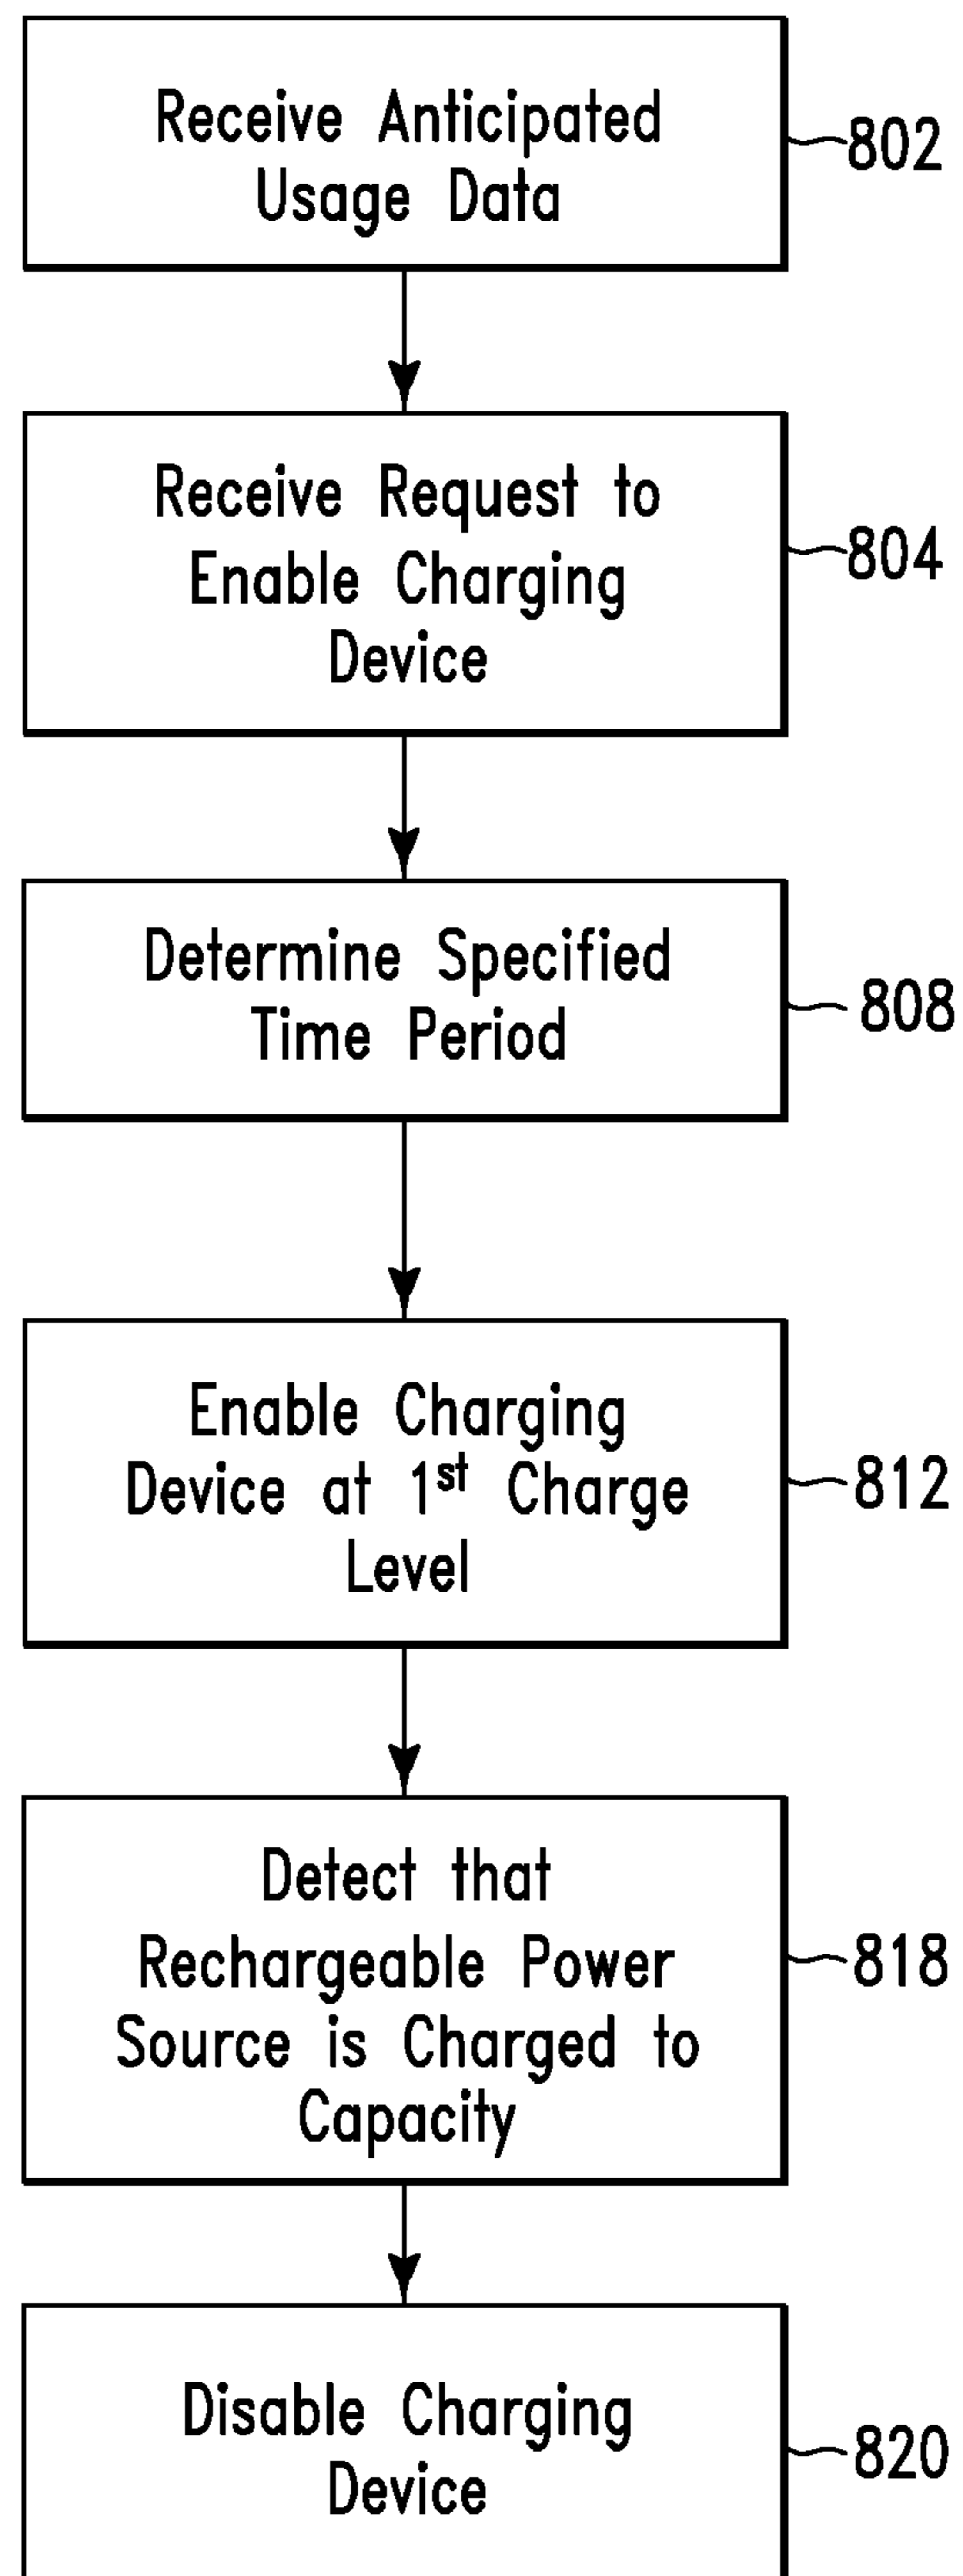 Receive Anticipated
Usage Data
802
Receive Request to
Enable Charging
Device
804
Determine Specified
Time Period
808
Enable Charging
Device at 1st Charge
Level
812
Detect that
Rechargeable Power
Source is Charged to
Capacity
818
Disable Charging
Device
820